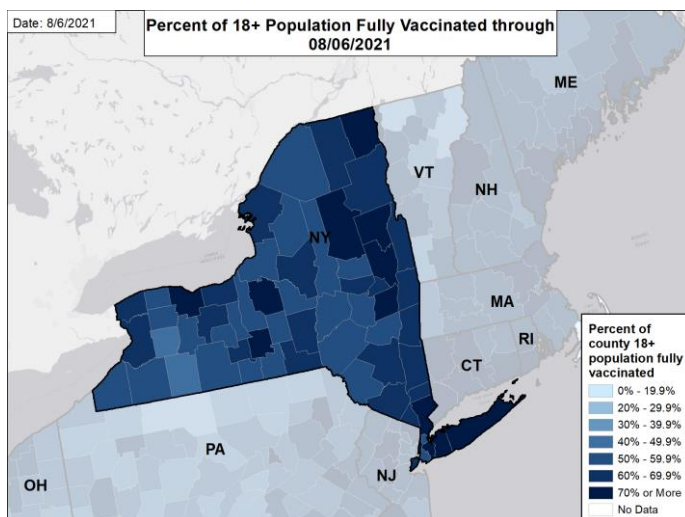 Date: 8/6/2021
Percent of 18+ Population Fully Vaccinated through
08/06/2021
ME
VT
NH
NY
MA
CT
RI
PA
NJ
OH
Percent of
county 18+
population fully
vaccinated
0% - 19.9%
20% - 29.9%
30% - 39.9%
40% - 49.9%
50% - 59.9%
60% - 69.9%
70% or More
No Data